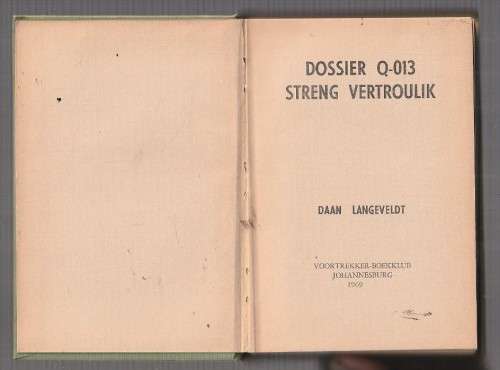 DOSSIER Q-013
STRENG VERTROULIK
DAAN LANGEVELDT
VOORTREKKER-BOEKKLUB
JOHANNESBURG
1969